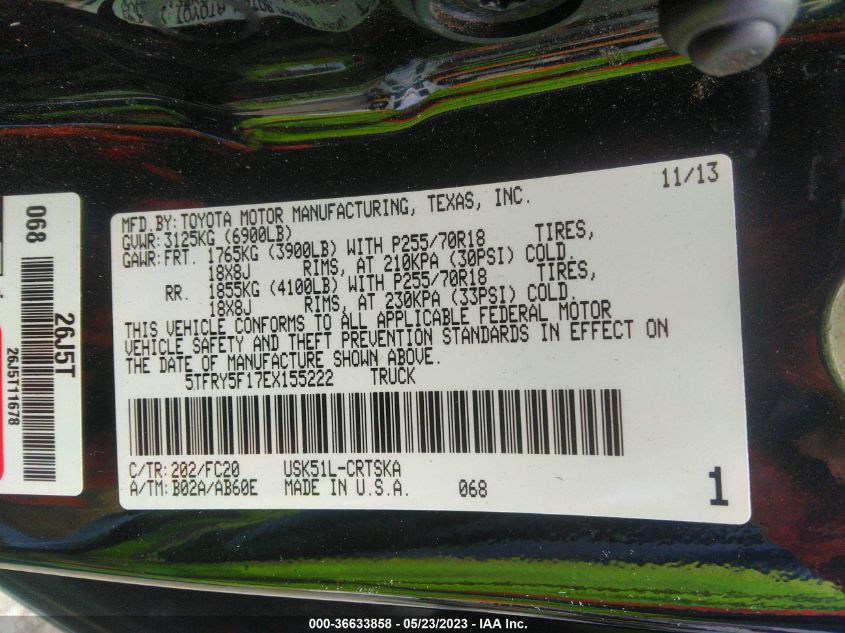 068
26J5T
26J5T11678
11/13
MFD.BY: TOYOTA MOTOR MANUFACTURING, TEXAS, INC.
GVWR: 3125KG (6900LB)
GAWR: FRT. 1765KG (3900LB) WITH P255/70R18 TIRES,
18X8J RIMS, AT 210KPA (30PSI) COLD.
RR. 1855KG (4100LB) WITH P255/70R18 TIRES,
18X8J RIMS, AT 230KPA (33PSI) COLD.
THIS VEHICLE CONFORMS TO ALL APPLICABLE FEDERAL MOTOR
VEHICLE SAFETY AND THEFT PREVENTION STANDARDS IN EFFECT ON
THE DATE OF MANUFACTURE SHOWN ABOVE.
5TFRY5F17EX155222 TRUCK
C/TR: 202/FC20 USK51L-CRTSKA
A/TM: B02A/AB60E MADE IN U.S.A. 068
1
000-36633858 - 05/23/2023 - IAA Inc.